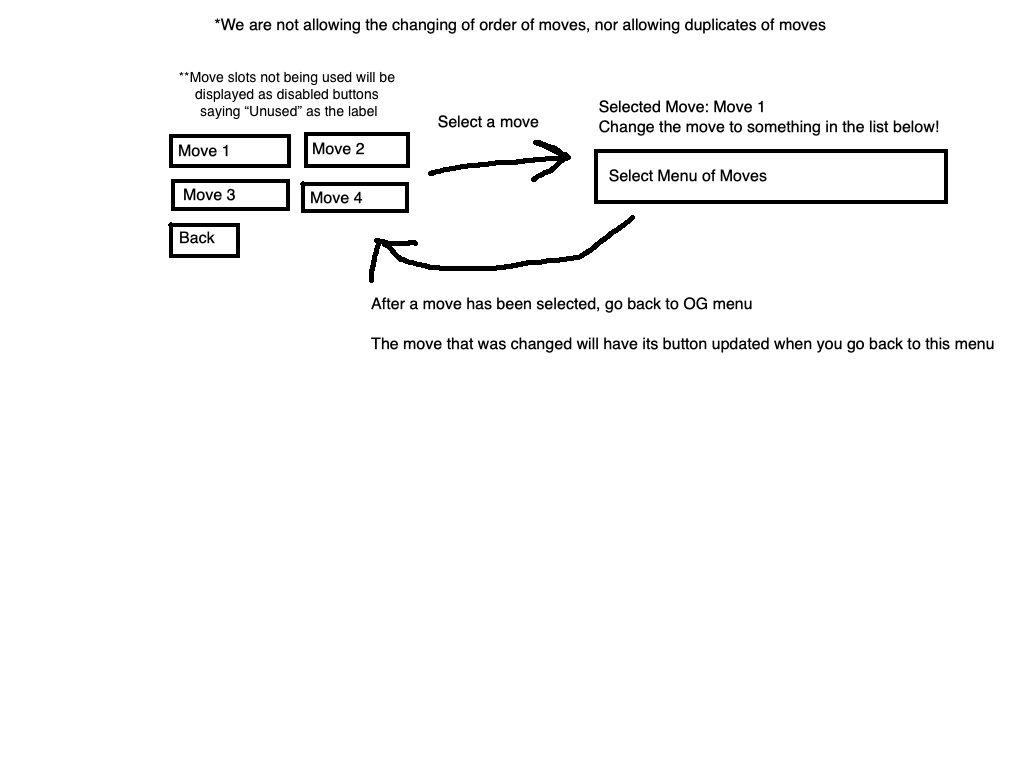 *We are not allowing the changing of order of moves, nor allowing duplicates of moves
**Move slots not being used will be
displayed as disabled buttons
saying “Unused” as the label
Move 1
Move 2
Move 3
Move 4
Back
Select a move
Selected Move: Move 1
Change the move to something in the list below!
Select Menu of Moves
After a move has been selected, go back to OG menu
The move that was changed will have its button updated when you go back to this menu